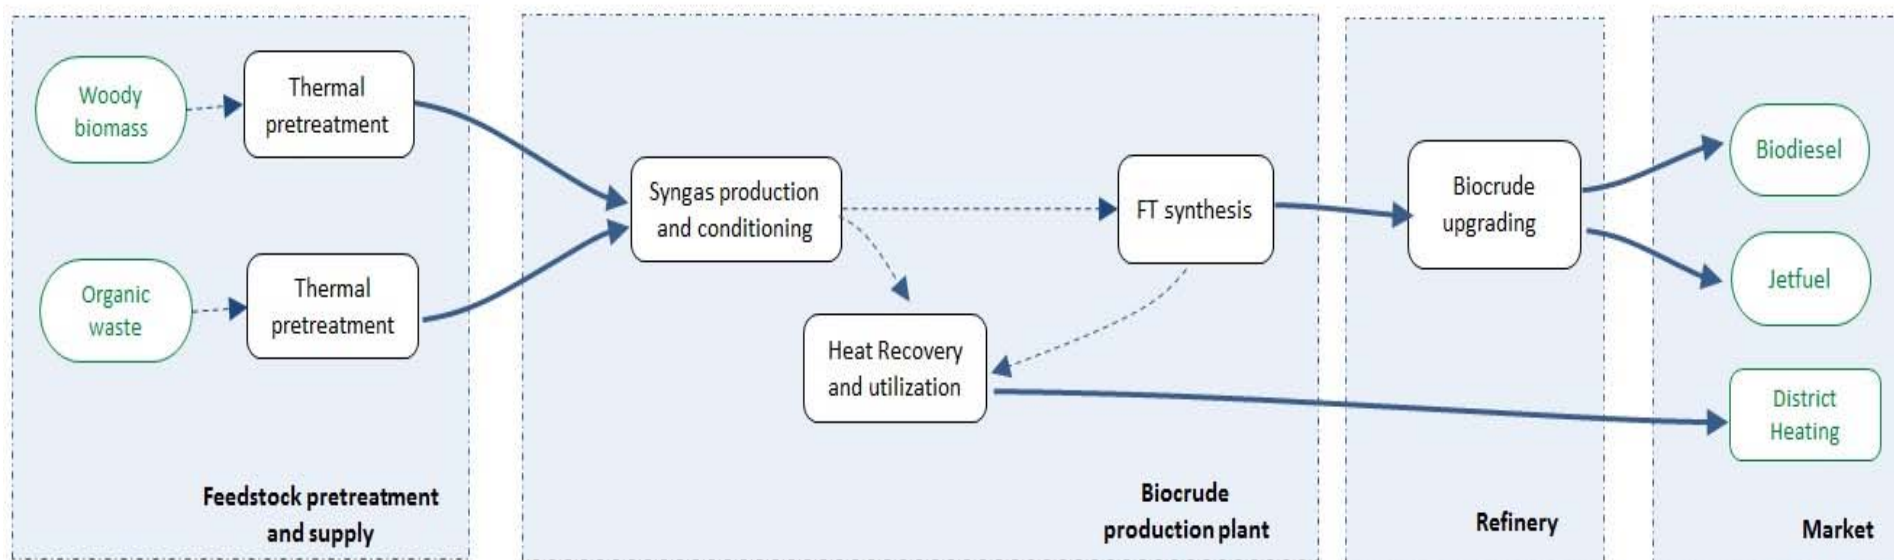 Woody
biomass
Thermal
pretreatment
Organic
waste
Thermal
pretreatment
Feedstock pretreatment
and supply
Syngas production
and conditioning
FT synthesis
Heat Recovery
and utilization
Biocrude
production plant
Biocrude
upgrading
Refinery
Biodiesel
Jetfuel
District
Heating
Market